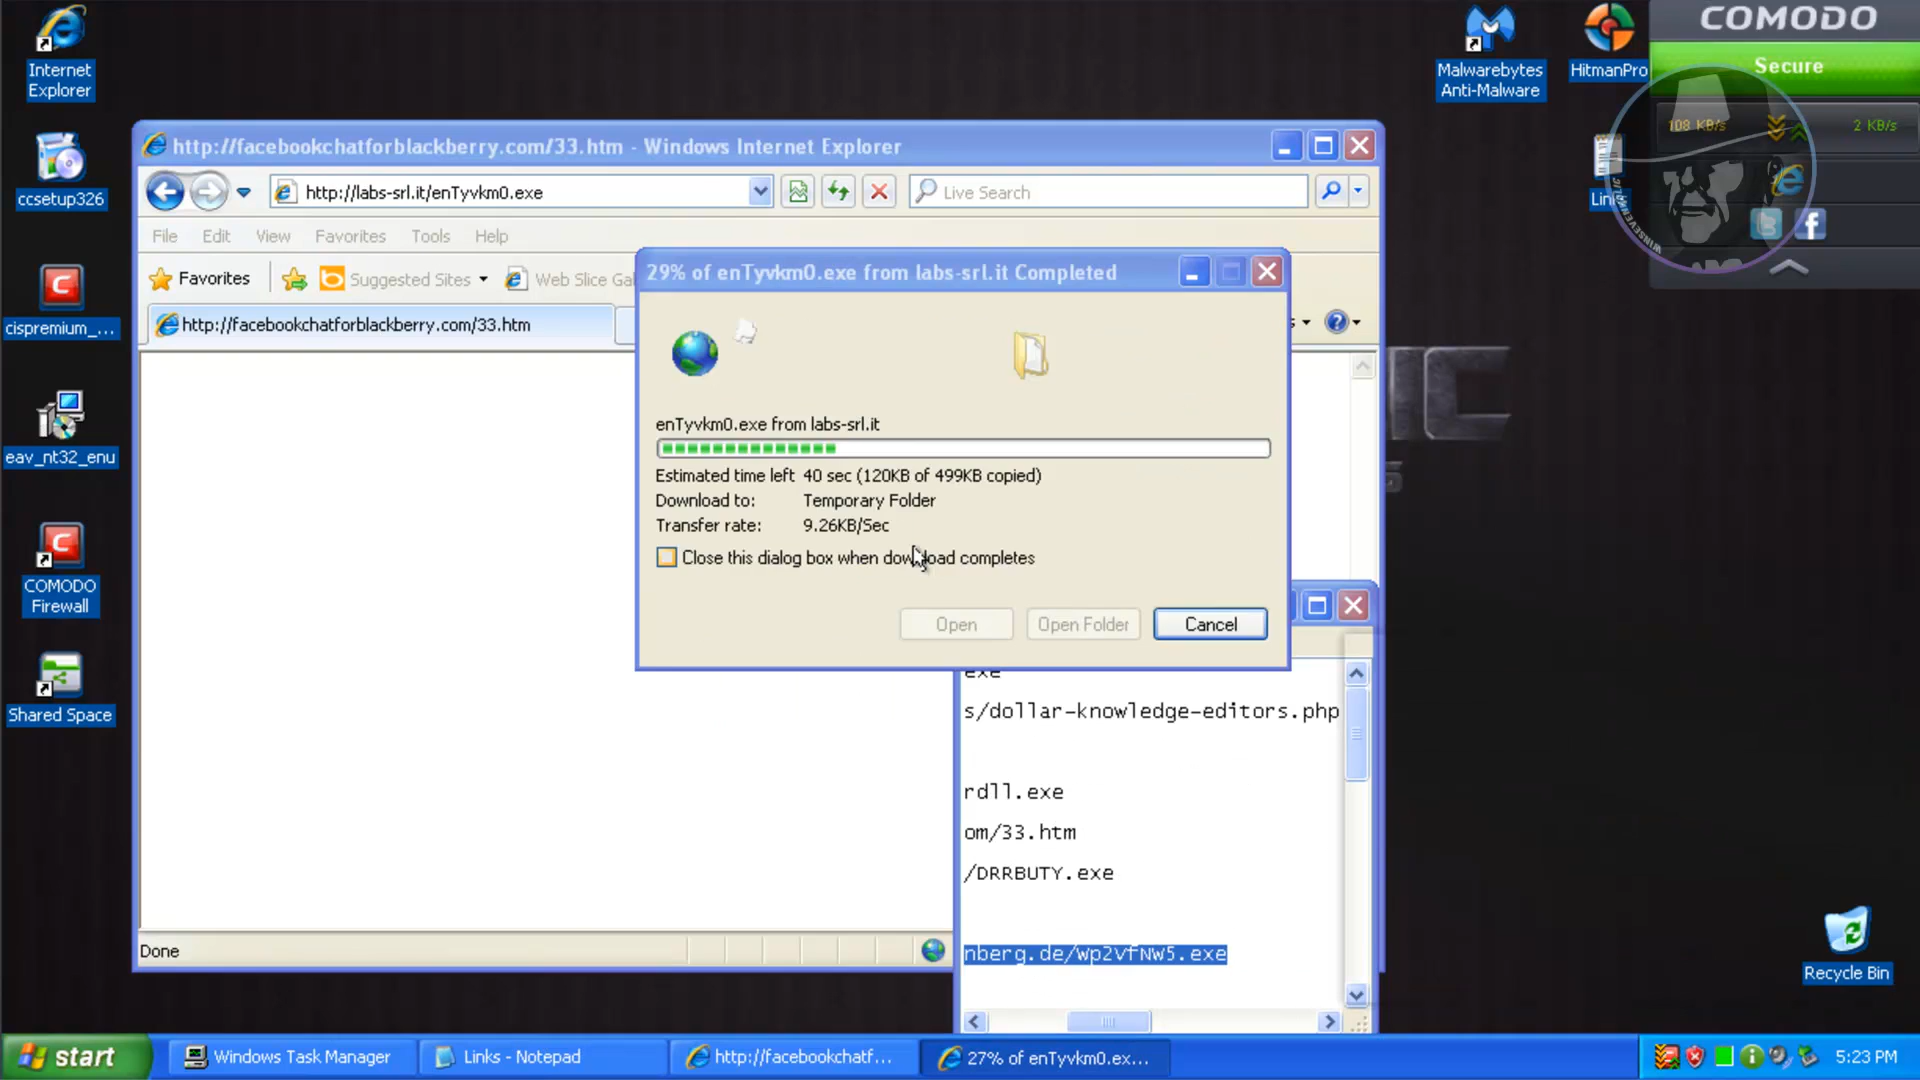 Internet
Explorer
ccsetup326
cispremium_...
eav_nt32_enu
COMODO
Firewall
Shared Space
Malwarebytes
Anti-Malware
HitmanPro
COMODO
Secure
108 KB/s
2 KB/s
http://facebookchatforblackberry.com/33.htm - Windows Internet Explorer
http://labs-srl.it/enTyvkm0.exe
Live Search
File Edit View Favorites Tools Help
Favorites
Suggested Sites
Web Slice Gal
http://facebookchatforblackberry.com/33.htm
29% of enTyvkm0.exe from labs-srl.it Completed
enTyvkm0.exe from labs-srl.it
Estimated time left 40 sec (120KB of 499KB copied)
Download to: Temporary Folder
Transfer rate: 9.26KB/Sec
Close this dialog box when download completes
Open
Open Folder
Cancel
exe
s/dollar-knowledge-editors.php
rdll.exe
om/33.htm
/DRRBUTY.exe
nberg.de/wp2VfNW5.exe
Done
Recycle Bin
start
Windows Task Manager
Links - Notepad
http://facebookchatf...
27% of enTyvkm0.ex...
5:23 PM